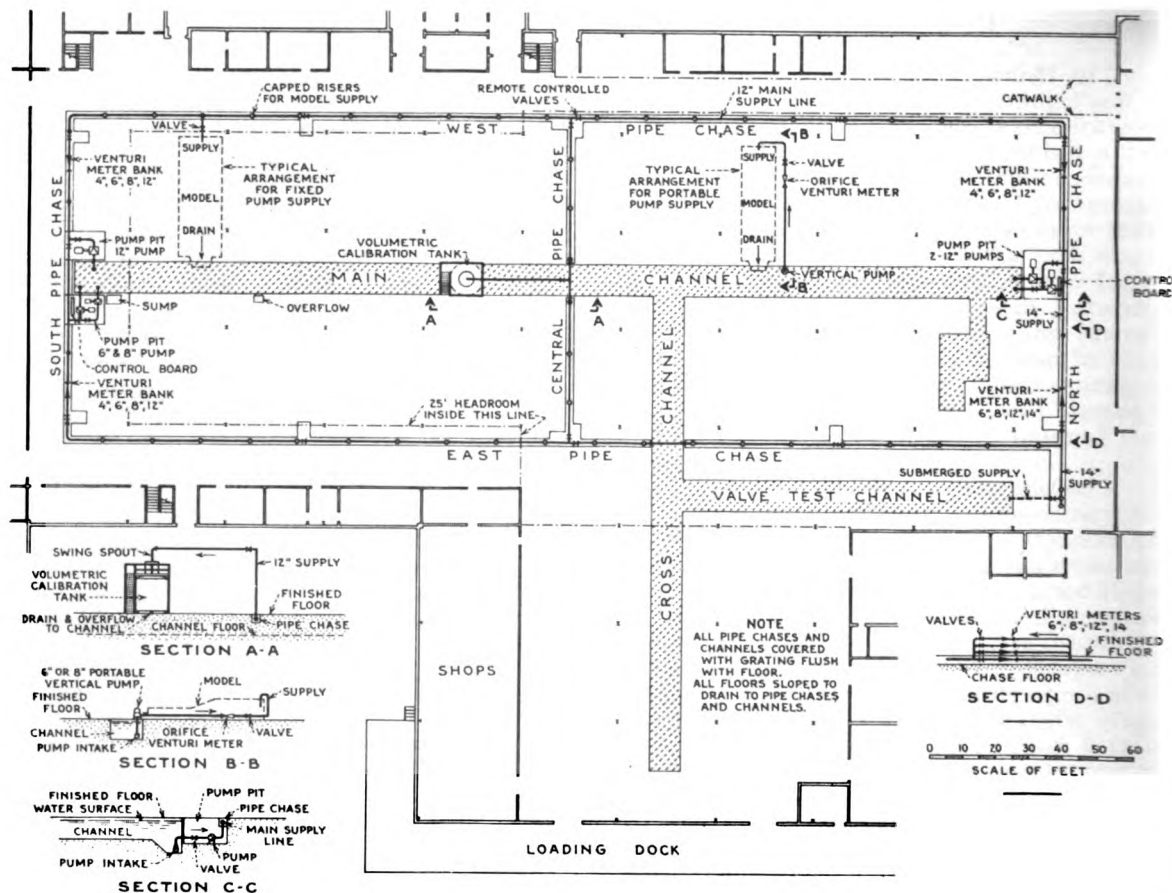 CAPPED RISERS
FOR MODEL SUPPLY
REMOTE CONTROLLED
VALVES
12" MAIN
SUPPLY LINE
CATWALK
VALVE
WEST
PIPE CHASE
B
SUPPLY
SUPPLY
VALVE
ORIFICE
VENTURI METER
VENTURI
METER BANK
4", 6", 8", 12"
TYPICAL
ARRANGEMENT
FOR FIXED
PUMP SUPPLY
TYPICAL
ARRANGEMENT
FOR PORTABLE
PUMP SUPPLY
VENTURI
METER BANK
4", 6", 8", 12"
MODEL
MODEL
DRAIN
DRAIN
SOUTH PIPE CHASE
CENTRAL PIPE CHASE
NORTH PIPE CHASE
PUMP PIT
12" PUMP
VOLUMETRIC
CALIBRATION
TANK
PUMP PIT
2-12" PUMPS
MAIN
CHANNEL
VERTICAL PUMP
CONTROL
BOARD
SUMP
OVERFLOW
A
A
B
C
C
14"
SUPPLY
D
PUMP PIT
6" & 8" PUMP
CONTROL BOARD
VENTURI
METER BANK
4", 6", 8", 12"
VENTURI
METER BANK
6", 8", 12", 14"
25' HEADROOM
INSIDE THIS LINE
CROSS CHANNEL
D
EAST PIPE CHASE
SUBMERGED SUPPLY
14"
SUPPLY
VALVE TEST CHANNEL
SWING SPOUT
12" SUPPLY
VOLUMETRIC
CALIBRATION
TANK
FINISHED
FLOOR
DRAIN & OVERFLOW
TO CHANNEL
CHANNEL FLOOR
PIPE CHASE
SECTION A-A
6" OR 8" PORTABLE
VERTICAL PUMP
MODEL
SUPPLY
FINISHED
FLOOR
CHANNEL
PUMP INTAKE
ORIFICE
VENTURI METER
VALVE
SECTION B-B
FINISHED FLOOR
WATER SURFACE
PUMP PIT
PIPE CHASE
CHANNEL
MAIN SUPPLY
LINE
PUMP INTAKE
PUMP
VALVE
SECTION C-C
SHOPS
NOTE
ALL PIPE CHASES AND
CHANNELS COVERED
WITH GRATING FLUSH
WITH FLOOR.
ALL FLOORS SLOPED TO
DRAIN TO PIPE CHASES
AND CHANNELS.
VALVES
VENTURI METERS
6", 8", 12", 14
FINISHED
FLOOR
CHASE FLOOR
SECTION D-D
0 10 20 30 40 50 60
SCALE OF FEET
LOADING DOCK